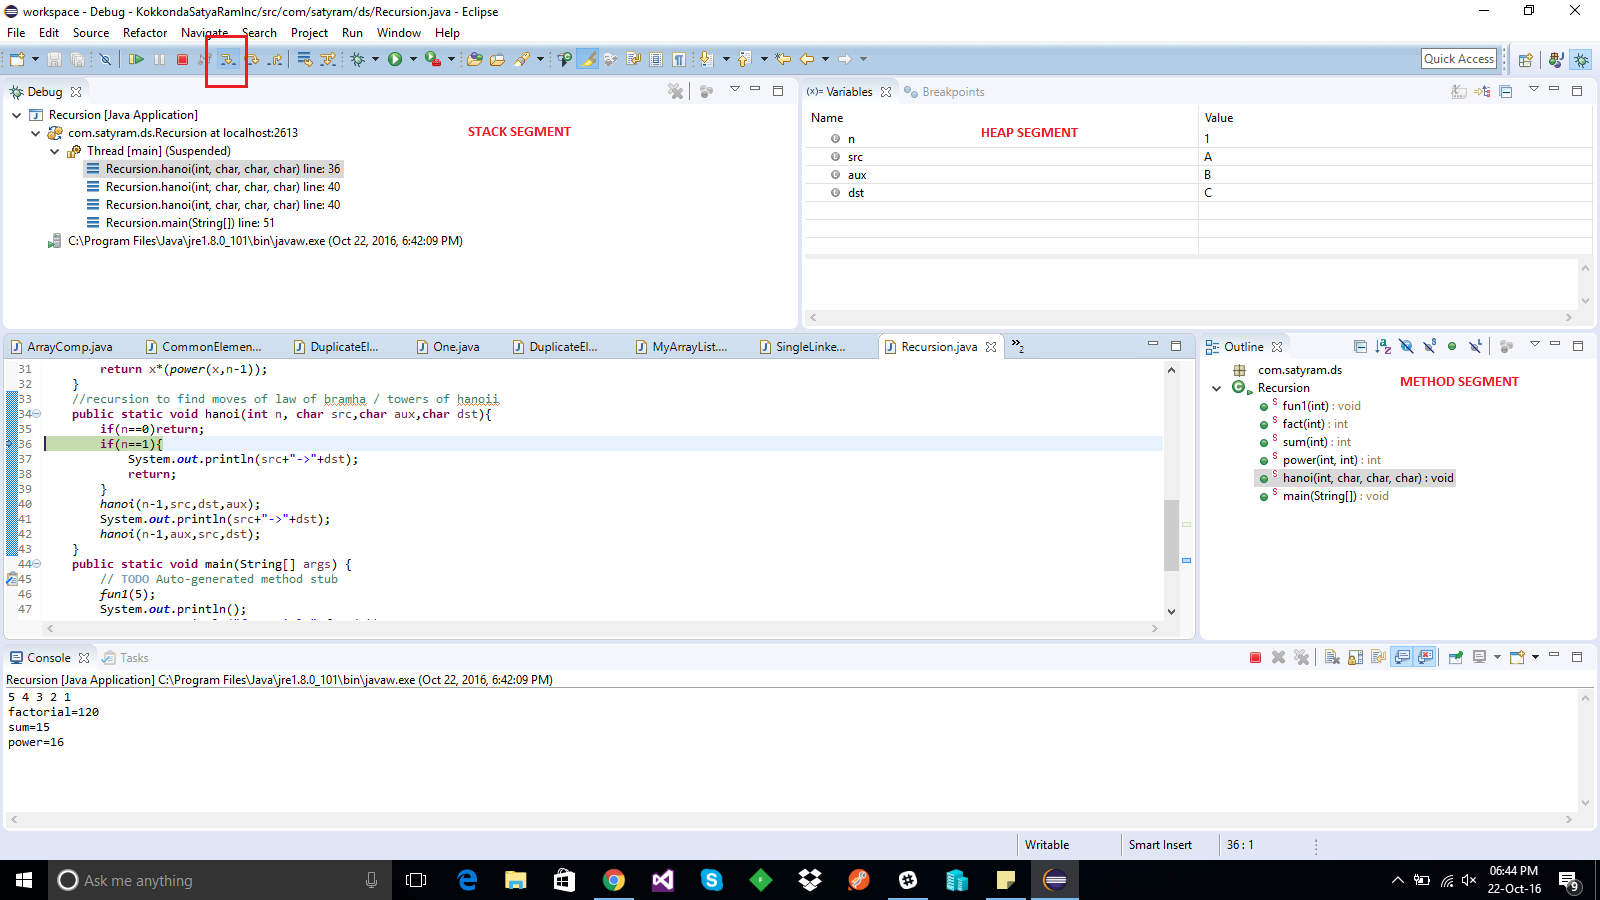 workspace - Debug - KokkondaSatyaRamInc/src/com/satyram/ds/Recursion.java - Eclipse
File Edit Source Refactor Navigate Search Project Run Window Help
Quick Access
Debug
Recursion [Java Application]
com.satyram.ds.Recursion at localhost:2613
Thread [main] (Suspended)
Recursion.hanoi(int, char, char, char) line: 36
Recursion.hanoi(int, char, char, char) line: 40
Recursion.hanoi(int, char, char, char) line: 40
Recursion.main(String[]) line: 51
C:\Program Files\Java\jre1.8.0_101\bin\javaw.exe (Oct 22, 2016, 6:42:09 PM)
STACK SEGMENT
(x)= Variables Breakpoints
Name Value
HEAP SEGMENT
n 1
src A
aux B
dst C
ArrayComp.java CommonElemen... DuplicateEl... One.java DuplicateEl... MyArrayList.... SingleLinke... Recursion.java »2
31 return x*(power(x,n-1));
32 }
33 //recursion to find moves of law of bramha / towers of hanoii
34 public static void hanoi(int n, char src,char aux,char dst){
35 if(n==0)return;
36 if(n==1){
37 System.out.println(src+"->"+dst);
38 return;
39 }
40 hanoi(n-1,src,dst,aux);
41 System.out.println(src+"->"+dst);
42 hanoi(n-1,aux,src,dst);
43 }
44 public static void main(String[] args) {
45 // TODO Auto-generated method stub
46 fun1(5);
47 System.out.println();
Outline
com.satyram.ds
Recursion
METHOD SEGMENT
fun1(int) : void
fact(int) : int
sum(int) : int
power(int, int) : int
hanoi(int, char, char, char) : void
main(String[]) : void
Console Tasks
Recursion [Java Application] C:\Program Files\Java\jre1.8.0_101\bin\javaw.exe (Oct 22, 2016, 6:42:09 PM)
5 4 3 2 1
factorial=120
sum=15
power=16
Writable Smart Insert 36 : 1
Ask me anything
06:44 PM
22-Oct-16
9